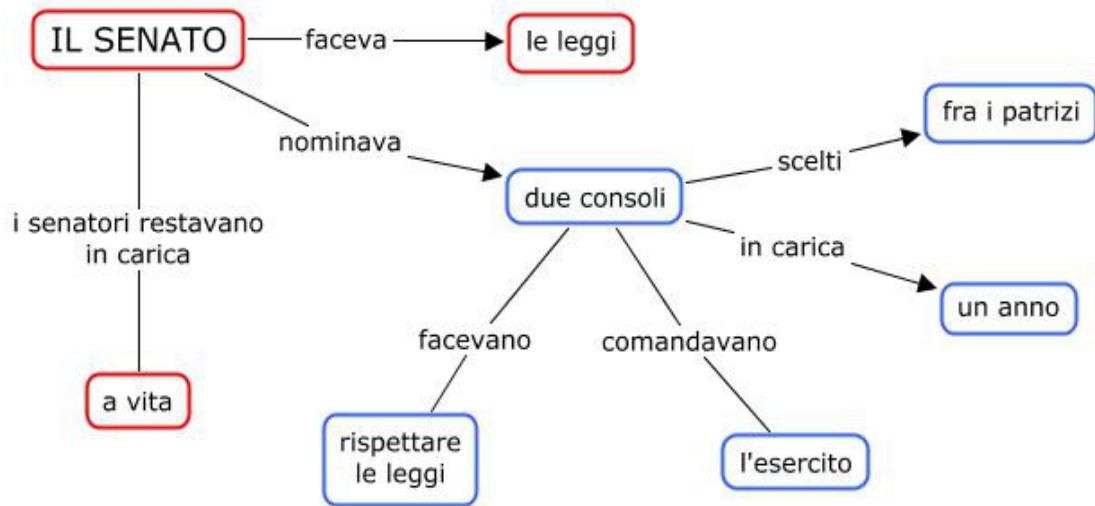 IL SENATO
faceva
le leggi
fra i patrizi
nominava
scelti
due consoli
i senatori restavano
in carica
in carica
un anno
facevano
comandavano
a vita
rispettare
le leggi
l'esercito